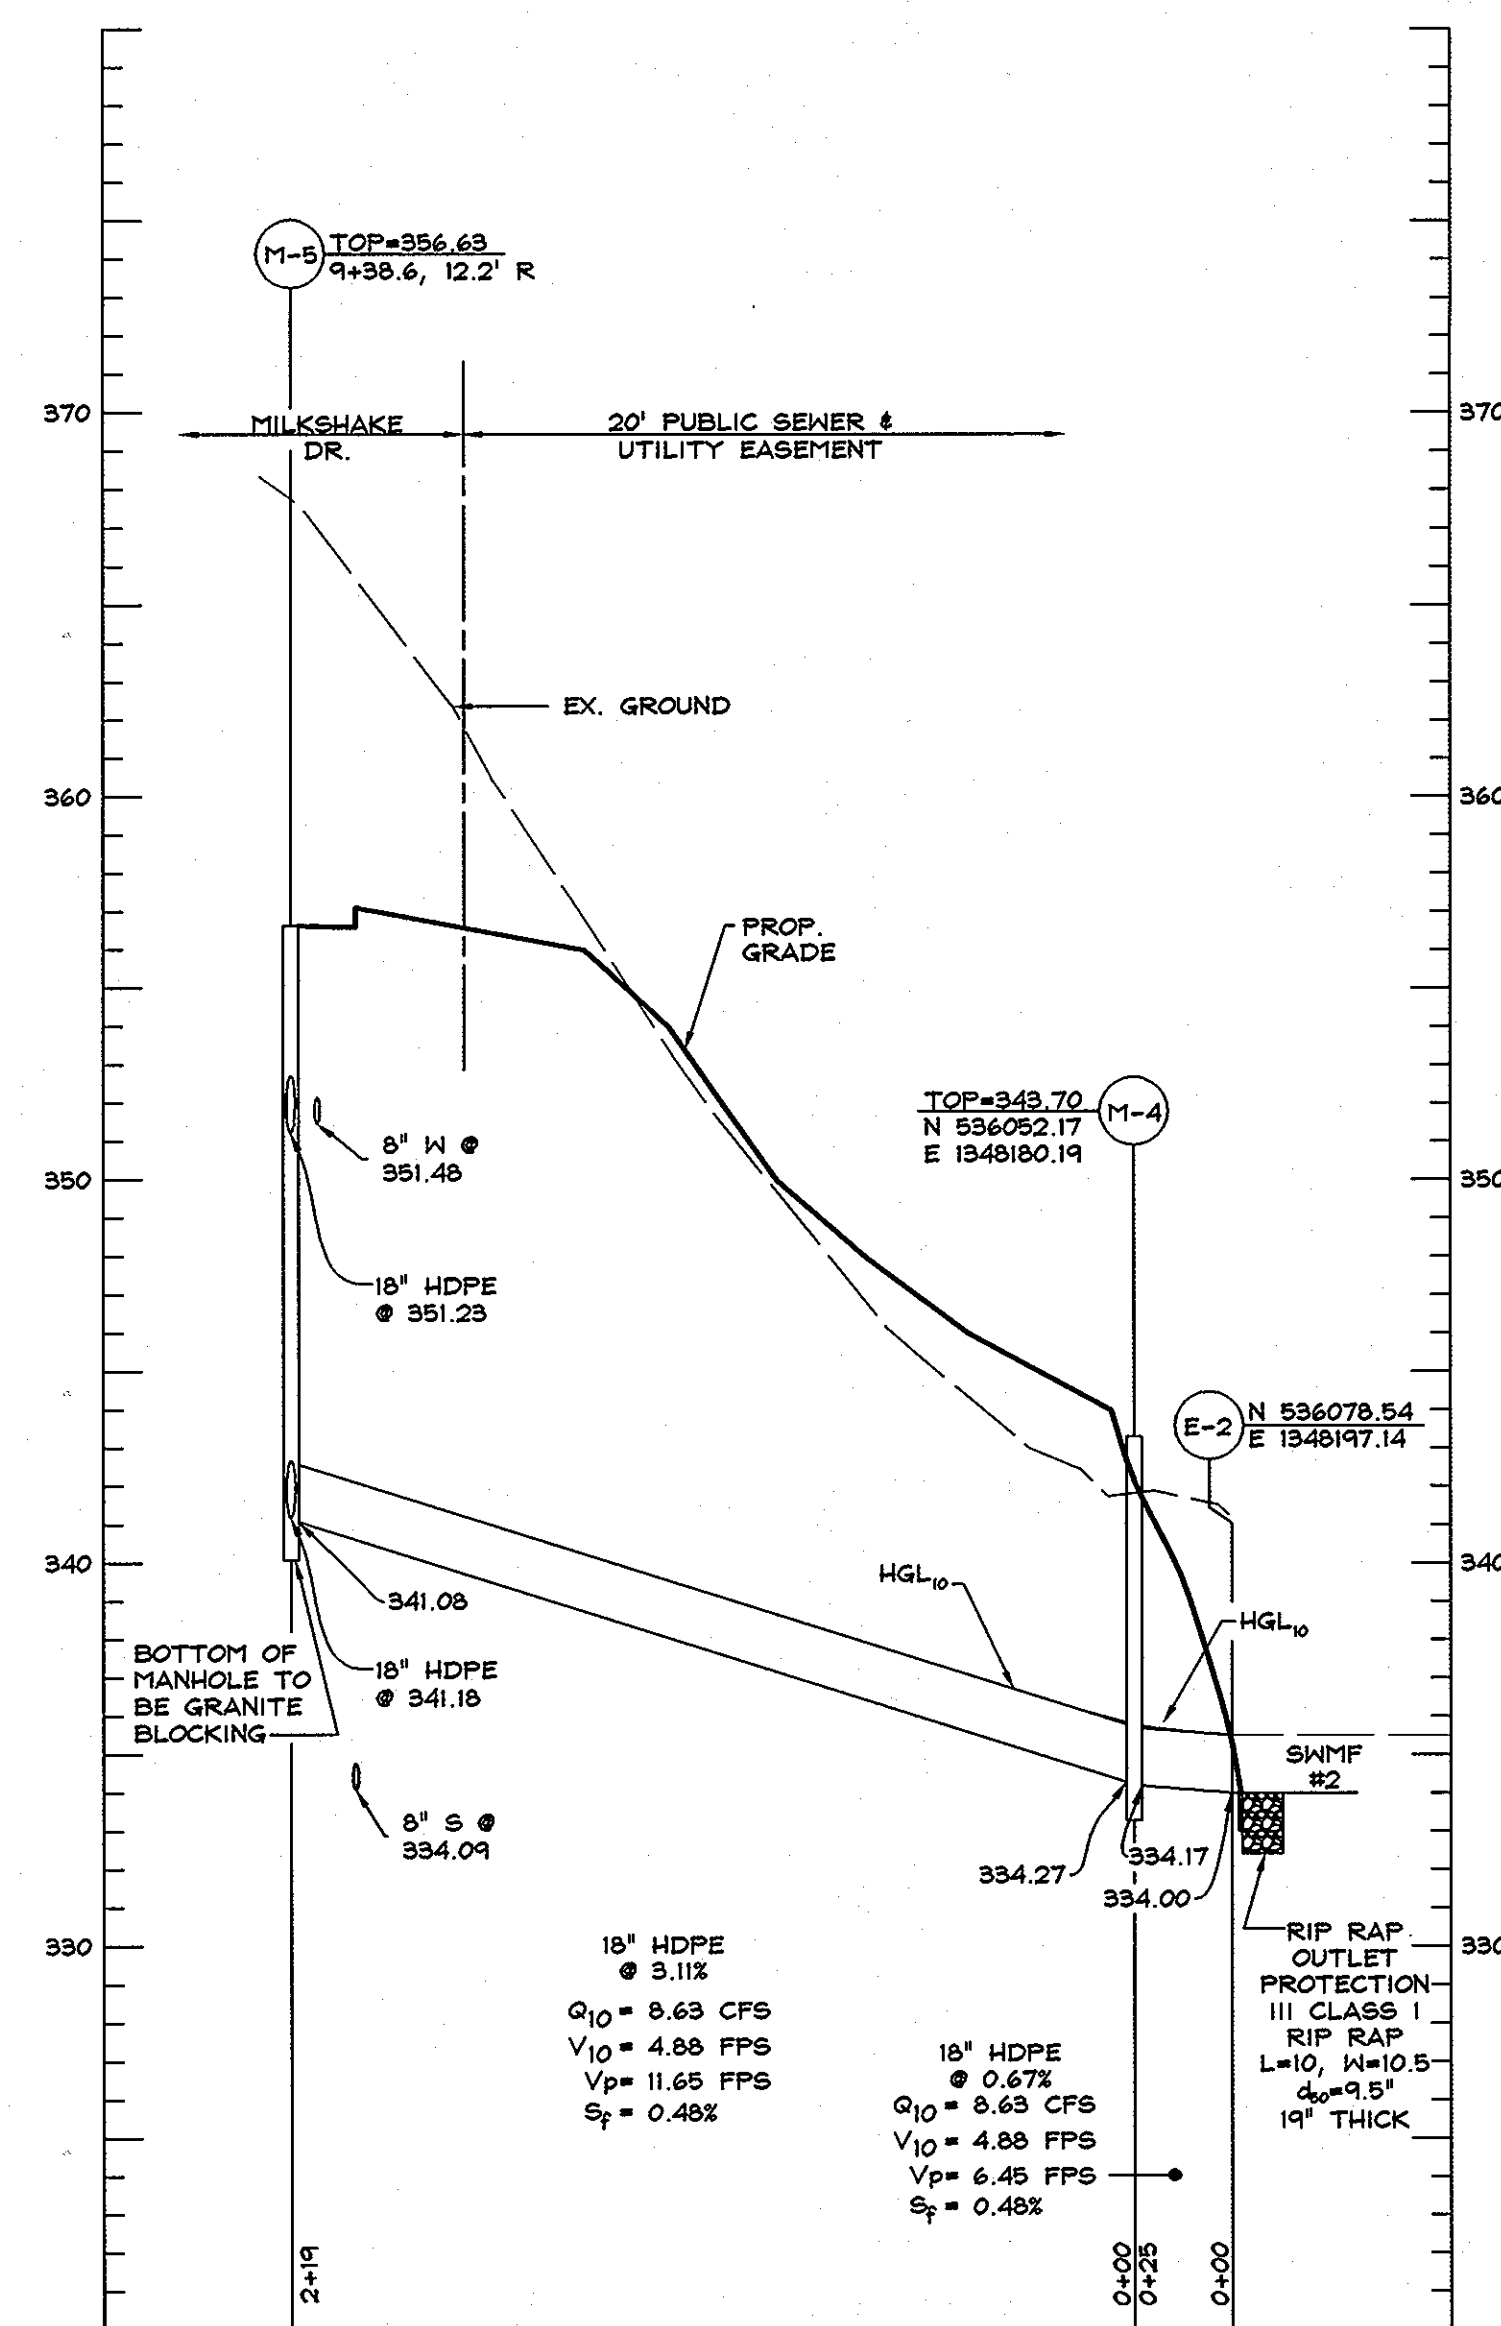 M-5
TOP=356.63
9+38.6, 12.2' R
370
370
MILKSHAKE
DR.
20' PUBLIC SEWER &
UTILITY EASEMENT
EX. GROUND
360
360
PROP.
GRADE
TOP=343.70
N 536052.17
E 1348180.19
M-4
8" W @
351.48
350
350
18" HDPE
@ 351.23
E-2
N 536078.54
E 1348197.14
340
340
341.08
HGL10
HGL10
BOTTOM OF
MANHOLE TO
BE GRANITE
BLOCKING
18" HDPE
@ 341.18
SWMF
#2
8" S @
334.09
334.27
334.17
334.00
330
330
18" HDPE
@ 3.11%
Q10 = 8.63 CFS
V10 = 4.88 FPS
Vp= 11.65 FPS
Sf = 0.48%
18" HDPE
@ 0.67%
Q10 = 8.63 CFS
V10 = 4.88 FPS
Vp= 6.45 FPS
Sf = 0.48%
RIP RAP
OUTLET
PROTECTION
III CLASS 1
RIP RAP
L=10, W=10.5
d50=9.5"
19" THICK
2+19
0+00
0+25
0+00